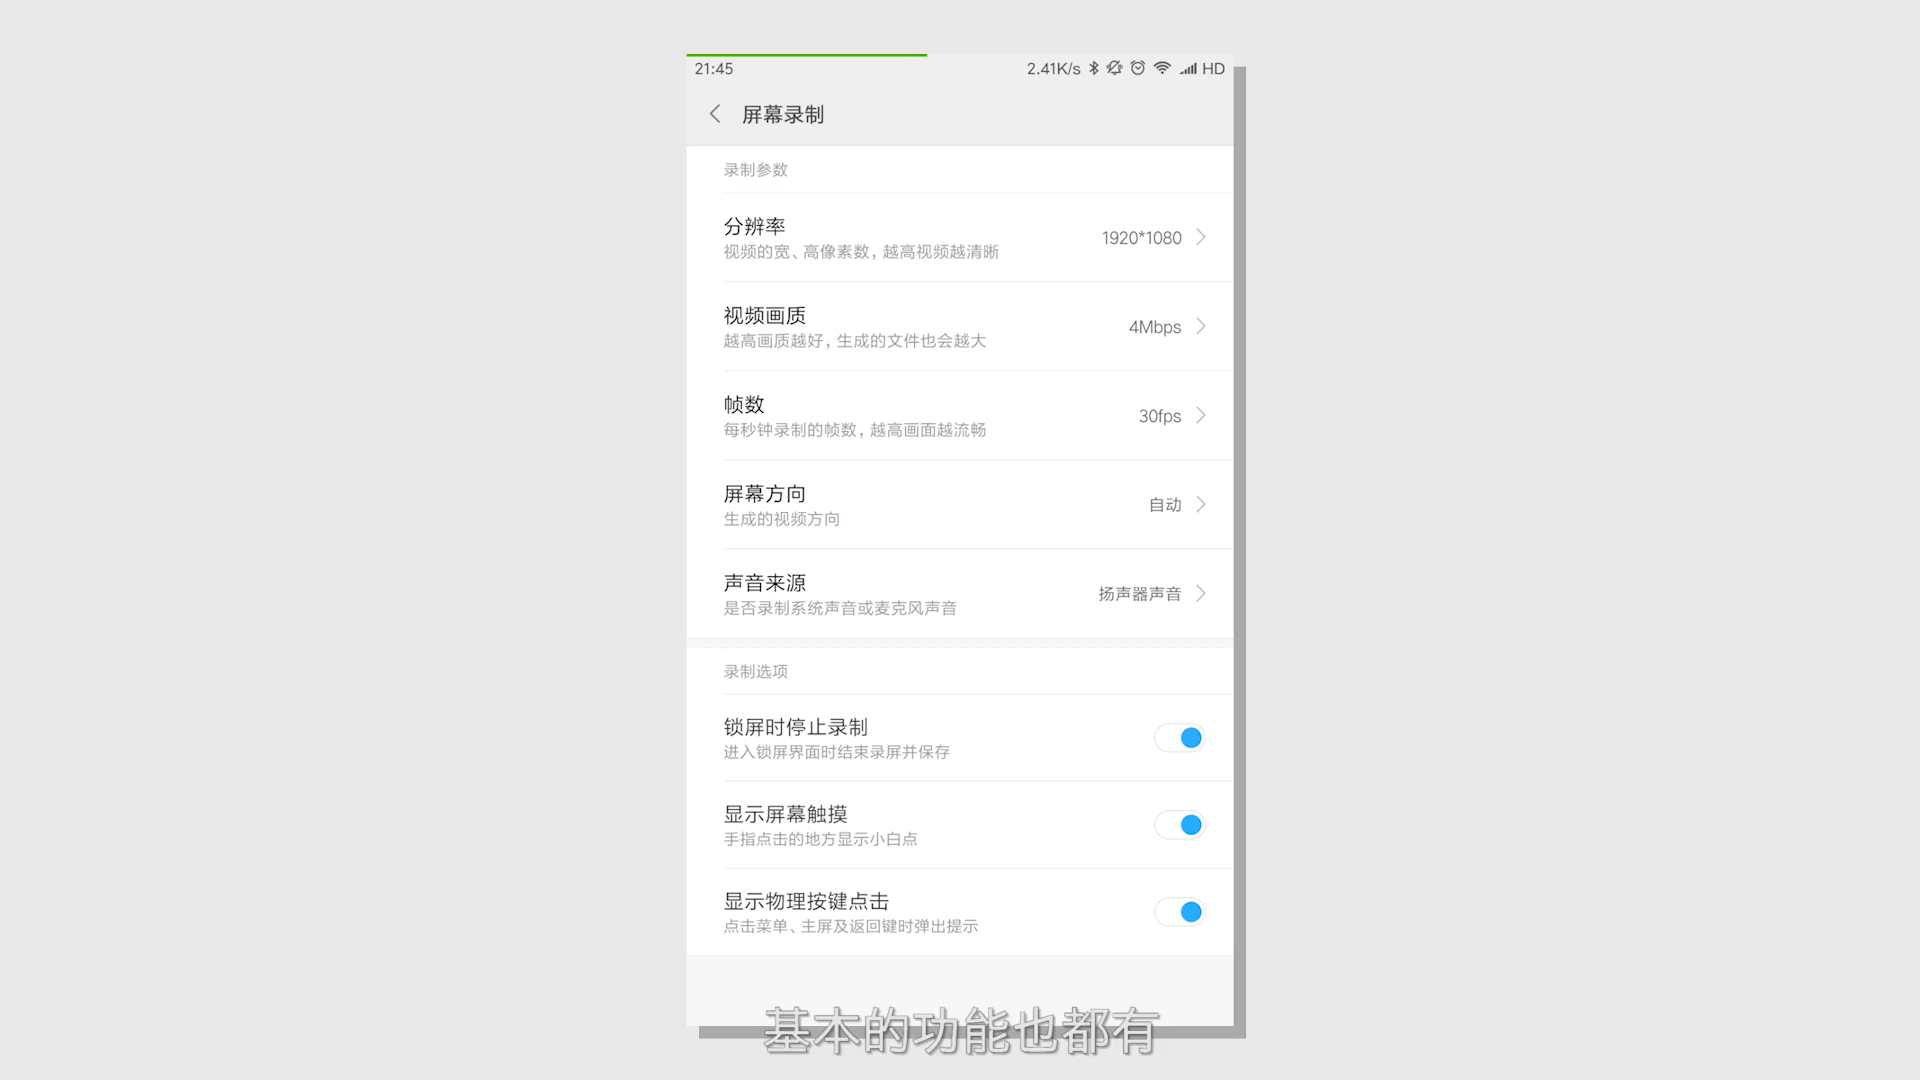 21:45 2.41K/s HD
屏幕录制
录制参数
分辨率
视频的宽、高像素数，越高视频越清晰
1920*1080
视频画质
越高画质越好，生成的文件也会越大
4Mbps
帧数
每秒钟录制的帧数，越高画面越流畅
30fps
屏幕方向
生成的视频方向
自动
声音来源
是否录制系统声音或麦克风声音
扬声器声音
录制选项
锁屏时停止录制
进入锁屏界面时结束录屏并保存
显示屏幕触摸
手指点击的地方显示小白点
显示物理按键点击
点击菜单、主屏及返回键时弹出提示
基本的功能也都有